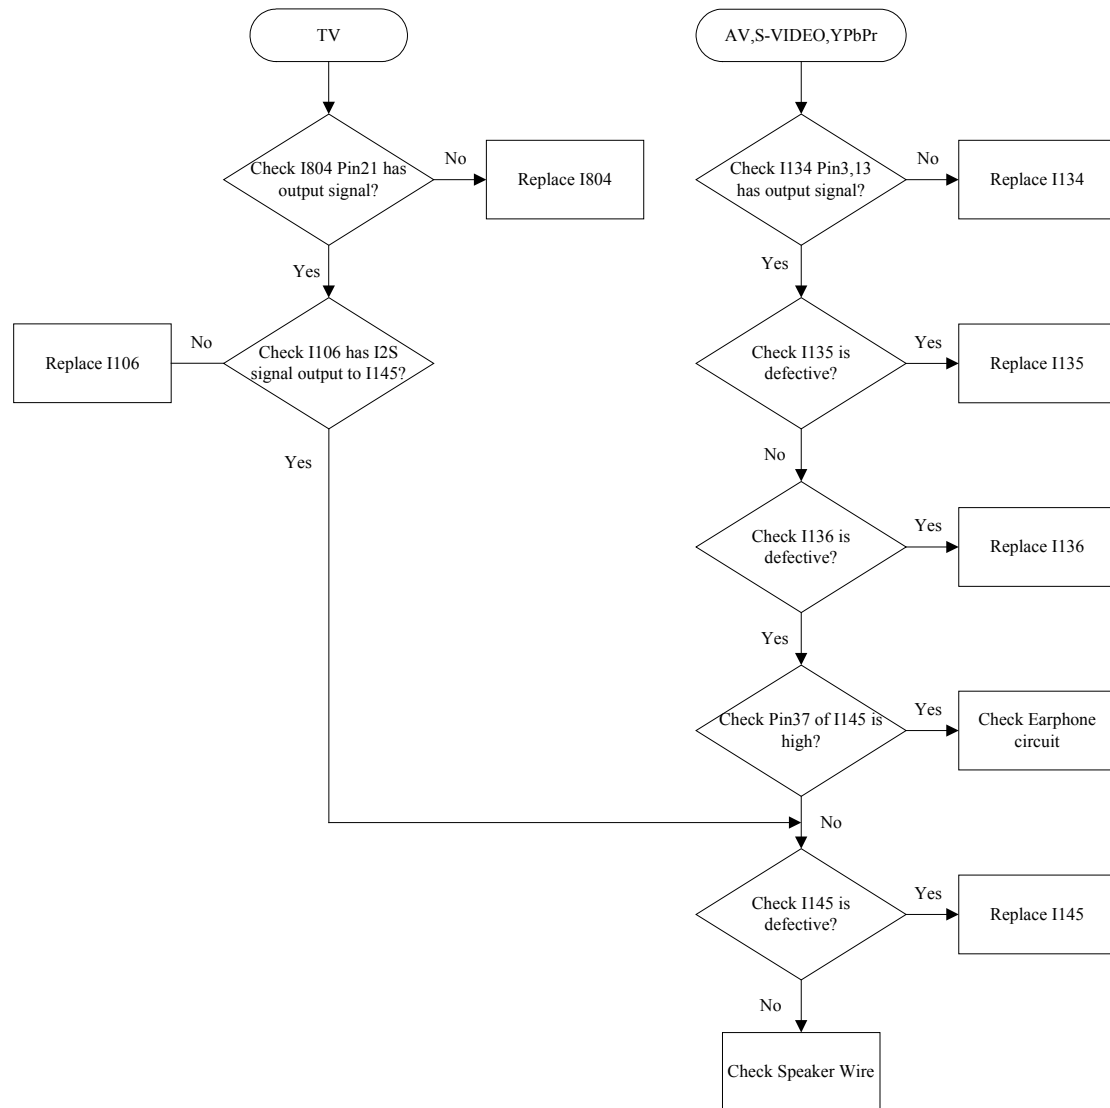 TV
Check I804 Pin21 has
output signal?
No
Replace I804
Yes
Check I106 has I2S
signal output to I145?
No
Replace I106
Yes
AV,S-VIDEO,YPbPr
Check I134 Pin3,13
has output signal?
No
Replace I134
Yes
Check I135 is
defective?
Yes
Replace I135
No
Check I136 is
defective?
Yes
Replace I136
Yes
Check Pin37 of I145 is
high?
Yes
Check Earphone
circuit
No
Check I145 is
defective?
Yes
Replace I145
No
Check Speaker Wire